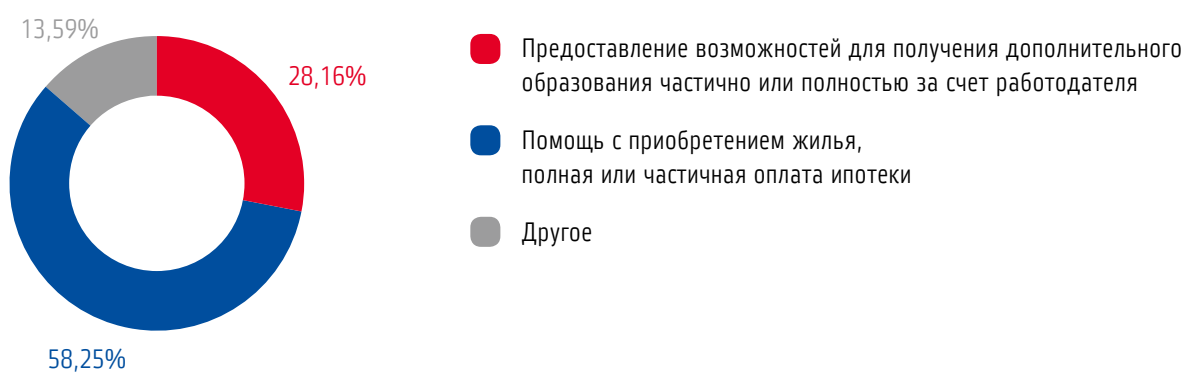 13,59%
28,16%
58,25%
Предоставление возможностей для получения дополнительного
образования частично или полностью за счет работодателя
Помощь с приобретением жилья,
полная или частичная оплата ипотеки
Другое